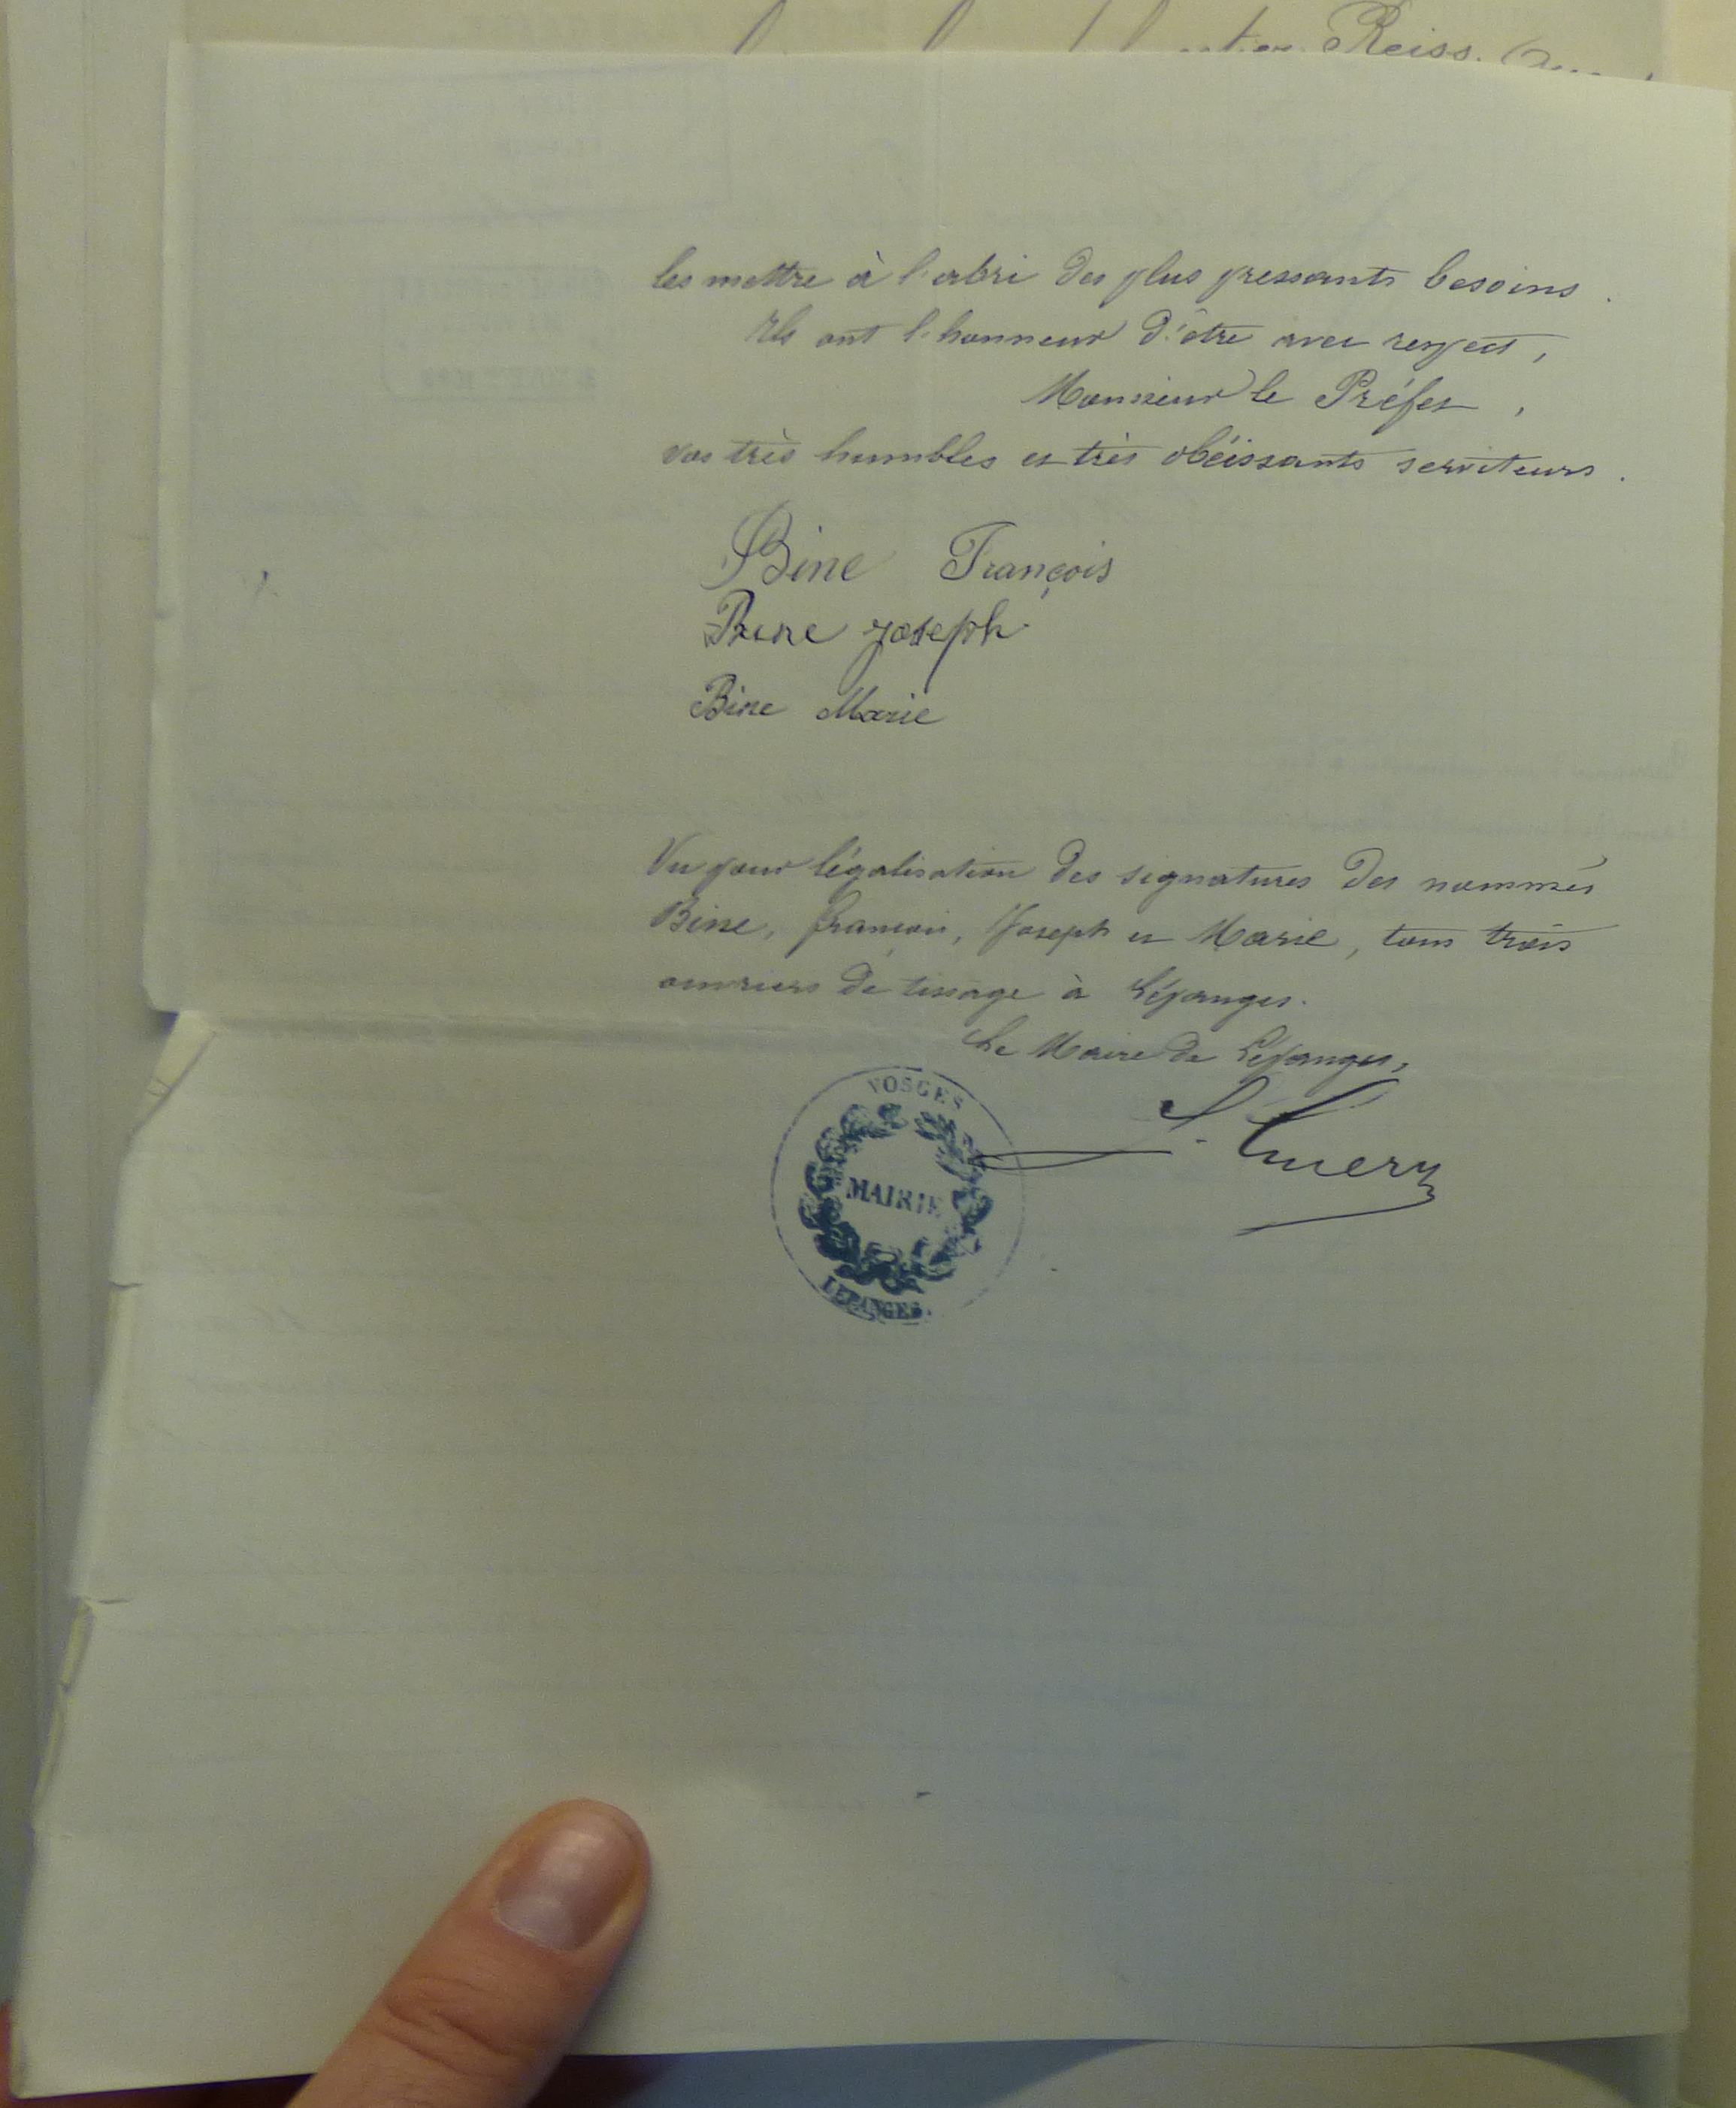 Reiss.
les mettre à l'abri des plus pressants besoins.
Ils ont l'honneur d'être avec respect,
Monsieur le Préfet,
vos très humbles et très obéissants serviteurs.
Bine François
Bine Joseph
Bine Marie
Vu pour légalisation des signatures des nommés
Bine, françois, Joseph et Marie, tous trois
ouvriers de tissage à Lépanges.
Le Maire de Lépanges,
VOSGES
MAIRIE
LEPANGES.